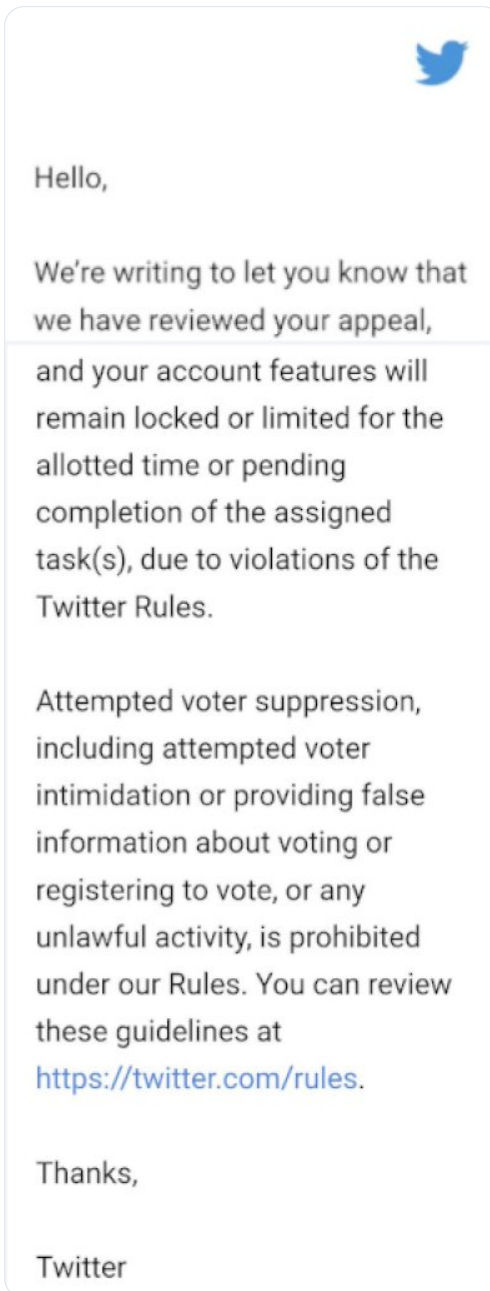 Hello,
We're writing to let you know that
we have reviewed your appeal,
and your account features will
remain locked or limited for the
allotted time or pending
completion of the assigned
task(s), due to violations of the
Twitter Rules.
Attempted voter suppression,
including attempted voter
intimidation or providing false
information about voting or
registering to vote, or any
unlawful activity, is prohibited
under our Rules. You can review
these guidelines at
https://twitter.com/rules.
Thanks,
Twitter